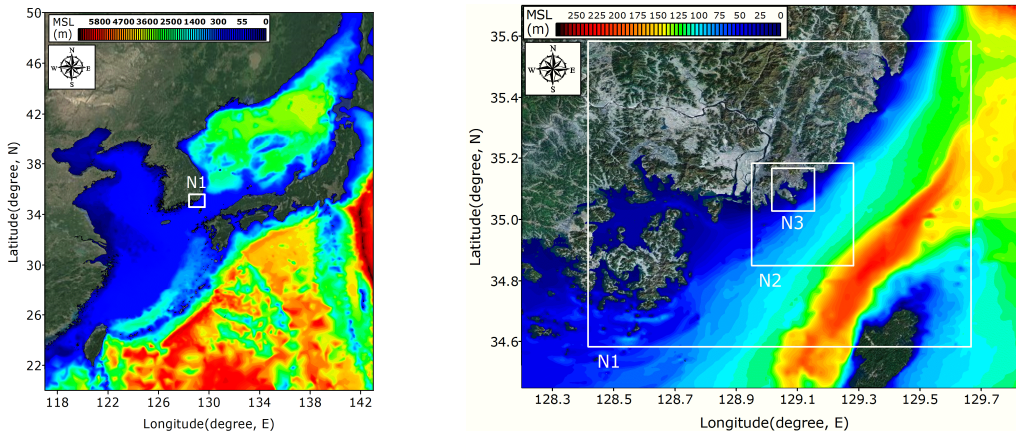 MSL 5800 4700 3600 2500 1400 300 55 0
(m)
N
W E
S
50
46
42
38
34
30
26
22
Latitude(degree, N)
N1
118 122 126 130 134 138 142
Longitude(degree, E)
MSL 250 225 200 175 150 125 100 75 50 25 0
(m)
N
W E
S
35.6
35.4
35.2
35.0
34.8
34.6
Latitude(degree, N)
N3
N2
N1
128.3 128.5 128.7 128.9 129.1 129.3 129.5 129.7
Longitude(degree, E)